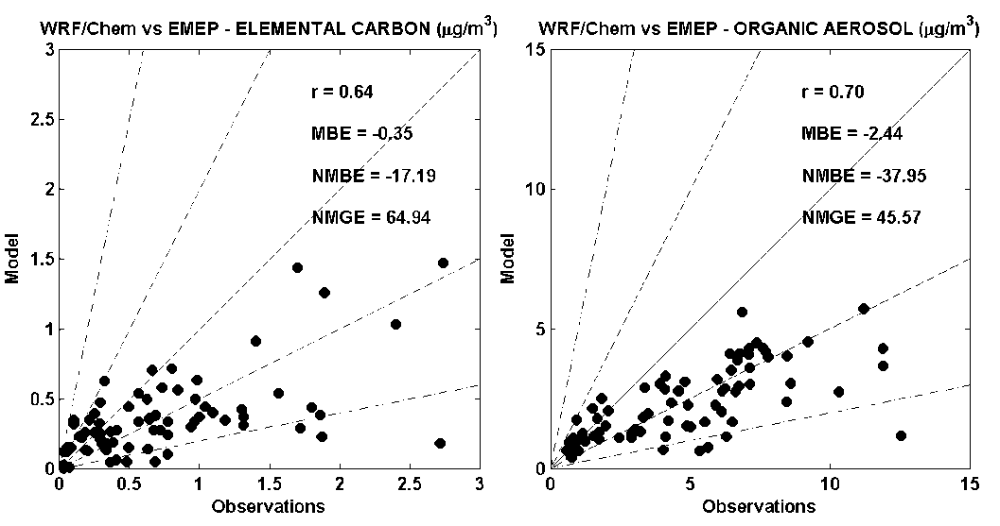 WRF/Chem vs EMEP - ELEMENTAL CARBON (µg/m³)
3
2.5
2
1.5
1
0.5
0
Model
r = 0.64
MBE = -0.35
NMBE = -17.19
NMGE = 64.94
0 0.5 1 1.5 2 2.5 3
Observations
WRF/Chem vs EMEP - ORGANIC AEROSOL (µg/m³)
15
10
5
0
Model
r = 0.70
MBE = -2.44
NMBE = -37.95
NMGE = 45.57
0 5 10 15
Observations